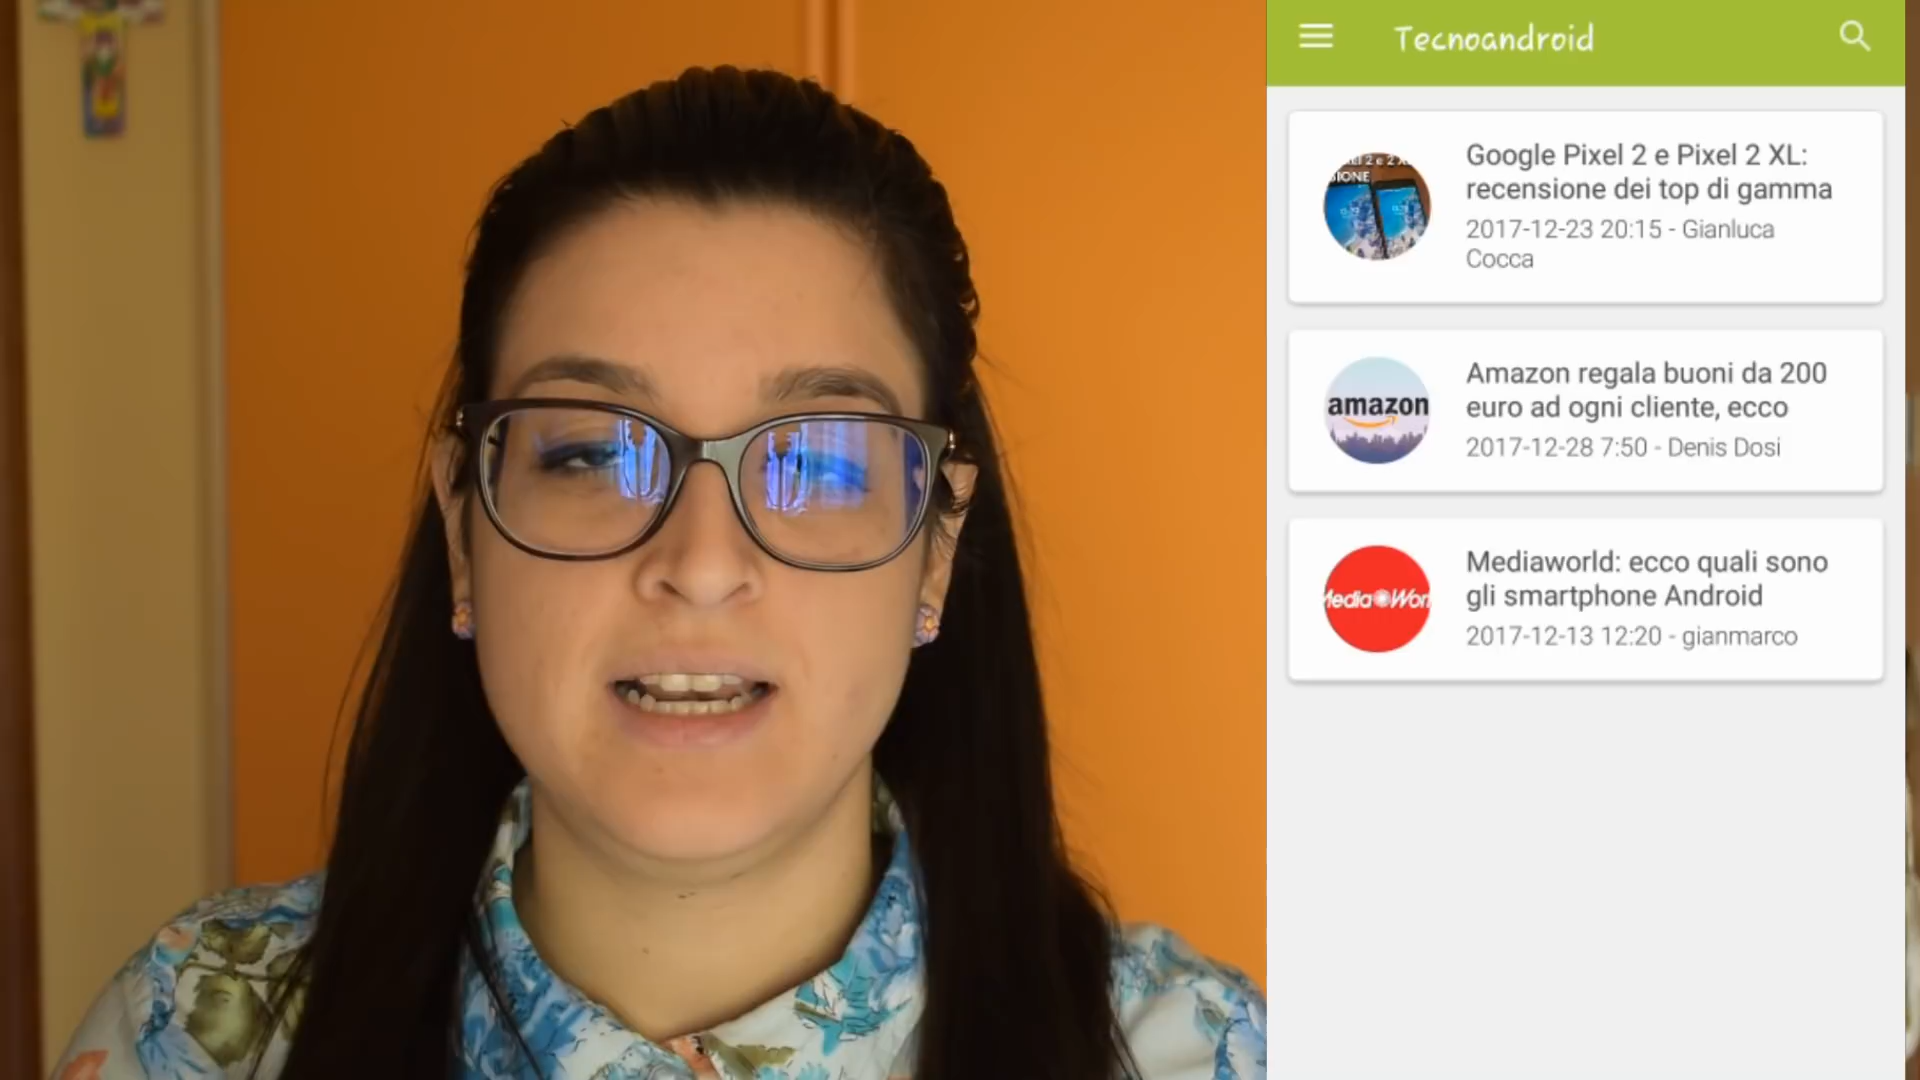 Tecnoandroid
Google Pixel 2 e Pixel 2 XL:
recensione dei top di gamma
2017-12-23 20:15 - Gianluca
Cocca
amazon
Amazon regala buoni da 200
euro ad ogni cliente, ecco
2017-12-28 7:50 - Denis Dosi
Mediaworld: ecco quali sono
gli smartphone Android
2017-12-13 12:20 - gianmarco